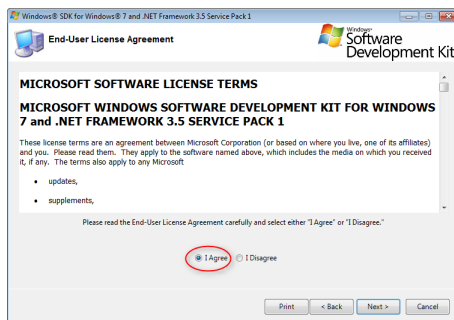 Windows® SDK for Windows® 7 and .NET Framework 3.5 Service Pack 1
End-User License Agreement
Windows®
Software
Development Kit
MICROSOFT SOFTWARE LICENSE TERMS
MICROSOFT WINDOWS SOFTWARE DEVELOPMENT KIT FOR WINDOWS
7 and .NET FRAMEWORK 3.5 SERVICE PACK 1
These license terms are an agreement between Microsoft Corporation (or based on where you live, one of its affiliates)
and you. Please read them. They apply to the software named above, which includes the media on which you received
it, if any. The terms also apply to any Microsoft
• updates,
• supplements,
Please read the End-User License Agreement carefully and select either "I Agree" or "I Disagree."
I Agree I Disagree
Print < Back Next > Cancel